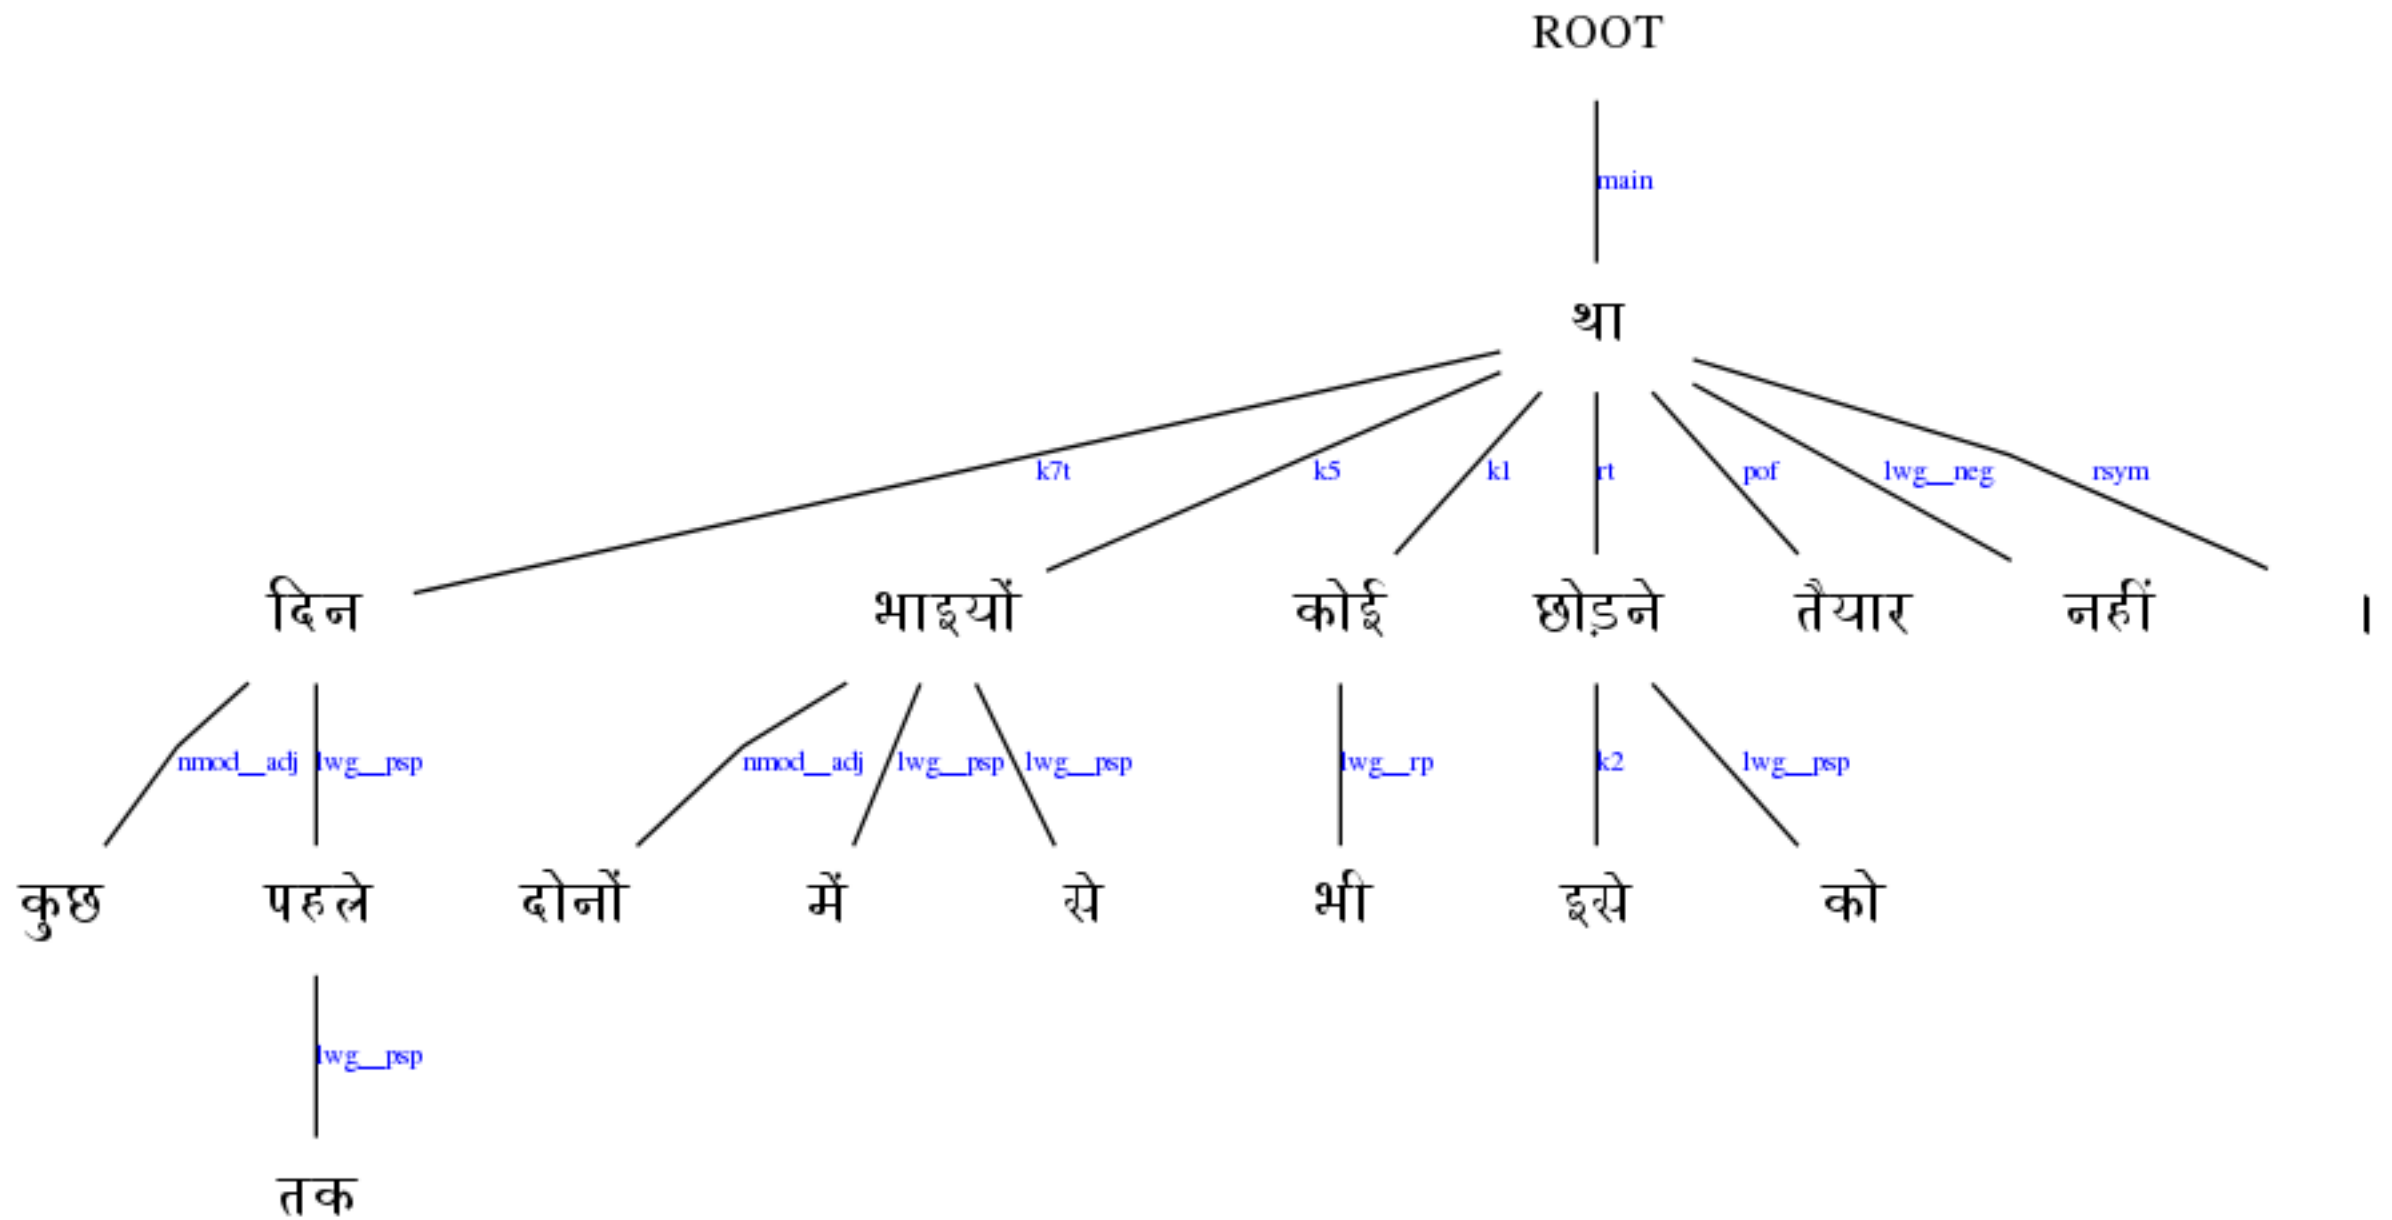 ROOT
main
था
k7t k5 k1 rt pof lwg__neg rsym
दिन भाइयों कोई छोड़ने तैयार नहीं ।
nmod__adj lwg__psp nmod__adj lwg__psp lwg__psp lwg__rp k2 lwg__psp
कुछ पहले दोनों में से भी इसे को
lwg__psp
तक